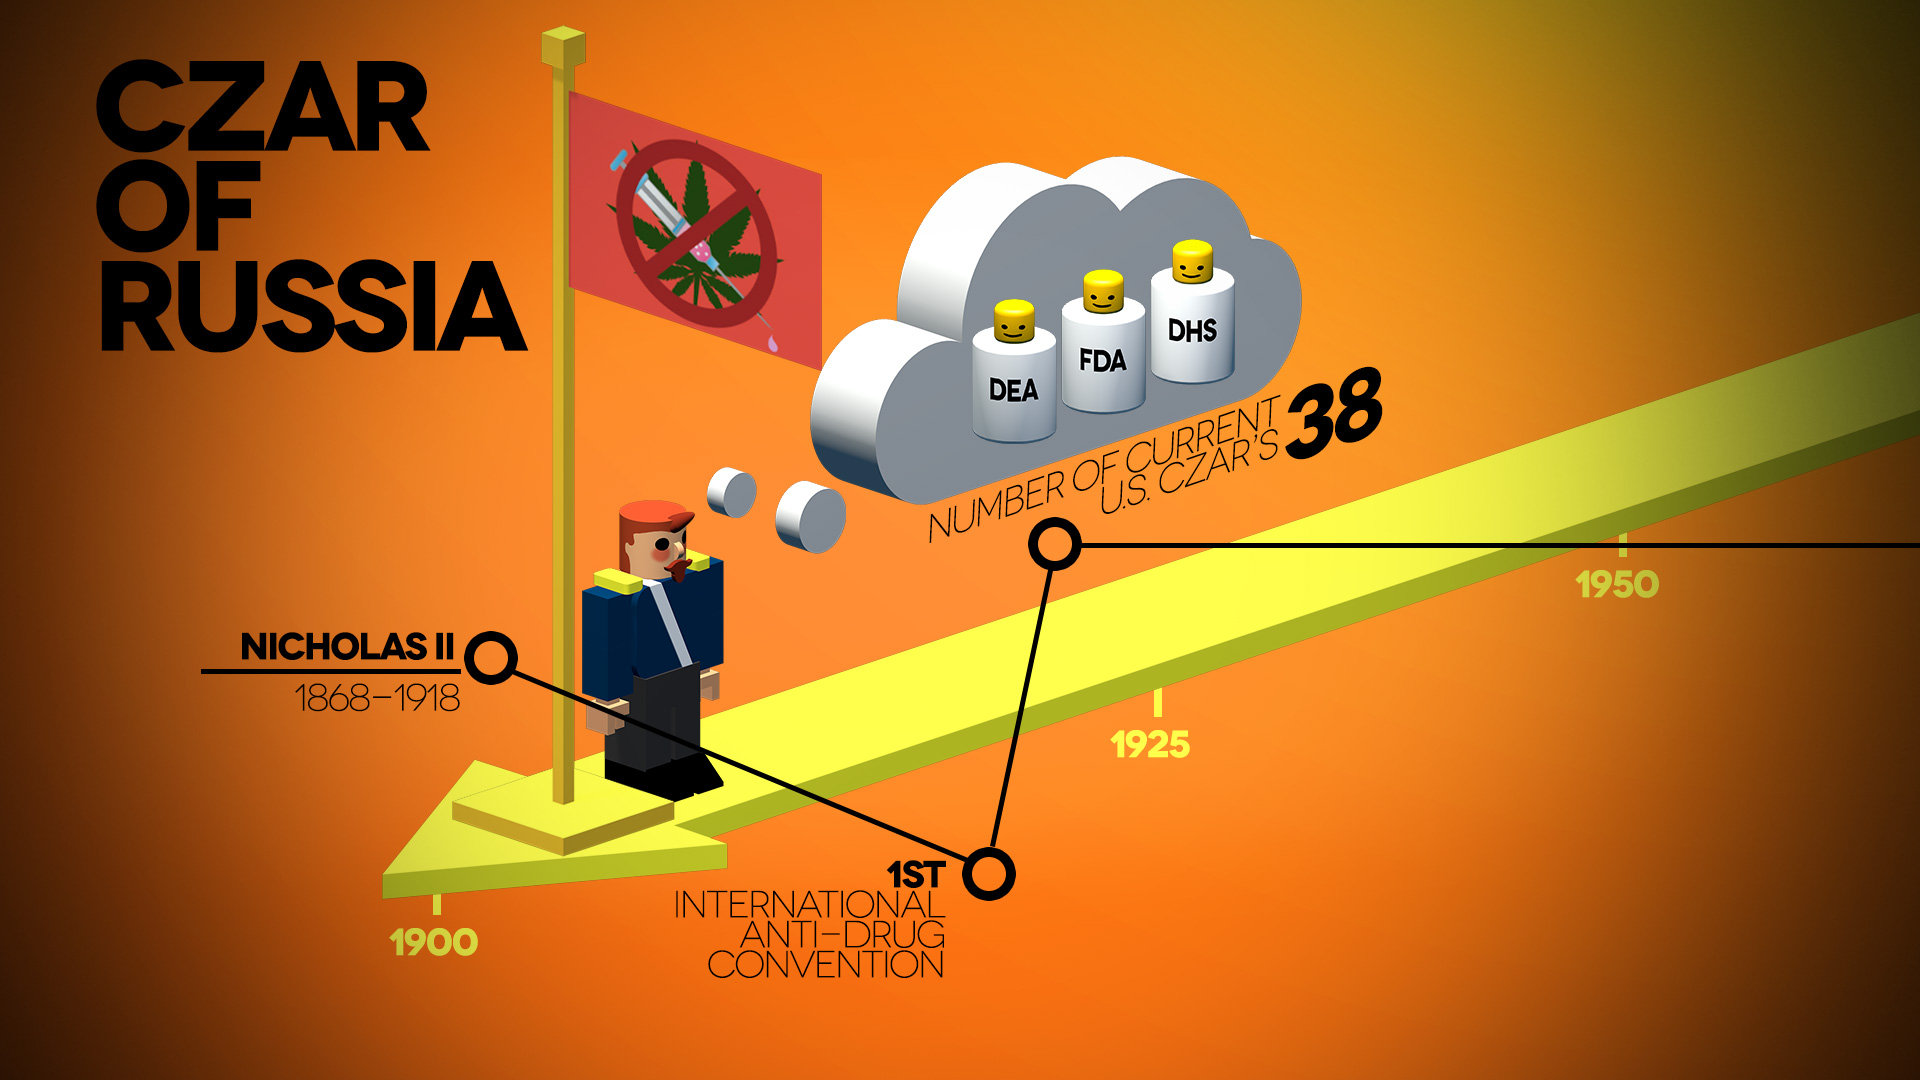 CZAR
OF
RUSSIA
DEA
FDA
DHS
NUMBER OF CURRENT
U.S. CZAR'S
38
NICHOLAS II
1868–1918
1950
1925
1ST
INTERNATIONAL
ANTI–DRUG
CONVENTION
1900